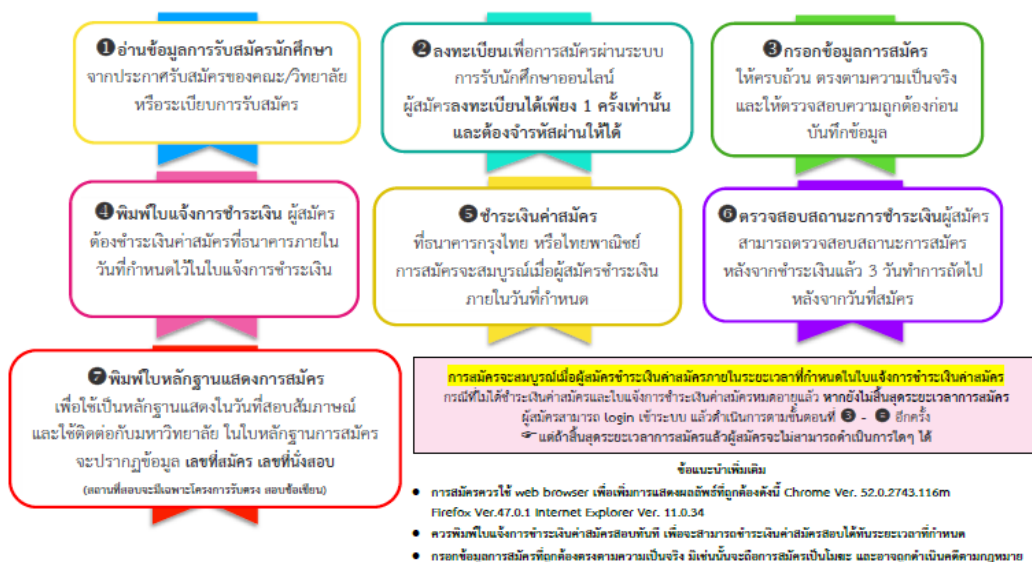 ❶อ่านข้อมูลการรับสมัครนักศึกษา
จากประกาศรับสมัครของคณะ/วิทยาลัย
หรือระเบียบการรับสมัคร
❷ลงทะเบียนเพื่อการสมัครผ่านระบบ
การรับนักศึกษาออนไลน์
ผู้สมัครลงทะเบียนได้เพียง 1 ครั้งเท่านั้น
และต้องจำรหัสผ่านให้ได้
❸กรอกข้อมูลการสมัคร
ให้ครบถ้วน ตรงตามความเป็นจริง
และให้ตรวจสอบความถูกต้องก่อน
บันทึกข้อมูล
❹พิมพ์ใบแจ้งการชำระเงิน ผู้สมัคร
ต้องชำระเงินค่าสมัครที่ธนาคารภายใน
วันที่กำหนดไว้ในใบแจ้งการชำระเงิน
❺ชำระเงินค่าสมัคร
ที่ธนาคารกรุงไทย หรือไทยพาณิชย์
การสมัครจะสมบูรณ์เมื่อผู้สมัครชำระเงิน
ภายในวันที่กำหนด
❻ตรวจสอบสถานะการชำระเงินผู้สมัคร
สามารถตรวจสอบสถานะการสมัคร
หลังจากชำระเงินแล้ว 3 วันทำการถัดไป
หลังจากวันที่สมัคร
❼พิมพ์ใบหลักฐานแสดงการสมัคร
เพื่อใช้เป็นหลักฐานแสดงในวันที่สอบสัมภาษณ์
และใช้ติดต่อกับมหาวิทยาลัย ในใบหลักฐานการสมัคร
จะปรากฏข้อมูล เลขที่สมัคร เลขที่นั่งสอบ
(สถานที่สอบจะมีเฉพาะโครงการรับตรง สอบข้อเขียน)
การสมัครจะสมบูรณ์เมื่อผู้สมัครชำระเงินค่าสมัครภายในระยะเวลาที่กำหนดในใบแจ้งการชำระเงินค่าสมัคร
กรณีที่ไม่ได้ชำระเงินค่าสมัครและใบแจ้งการชำระเงินค่าสมัครหมดอายุแล้ว หากยังไม่สิ้นสุดระยะเวลาการสมัคร
ผู้สมัครสามารถ login เข้าระบบ แล้วดำเนินการตามขั้นตอนที่ ❸ - อีกครั้ง
☞แต่ถ้าสิ้นสุดระยะเวลาการสมัครแล้วผู้สมัครจะไม่สามารถดำเนินการใดๆ ได้
ข้อแนะนำเพิ่มเติม
● การสมัครควรใช้ web browser เพื่อเพิ่มการแสดงผลลัพธ์ที่ถูกต้องดังนี้ Chrome Ver. 52.0.2743.116m
Firefox Ver.47.0.1 Internet Explorer Ver. 11.0.34
● ควรพิมพ์ใบแจ้งการชำระเงินค่าสมัครสอบทันที เพื่อจะสามารถชำระเงินค่าสมัครสอบได้ทันระยะเวลาที่กำหนด
● กรอกข้อมูลการสมัครที่ถูกต้องตรงตามความเป็นจริง มิเช่นนั้นจะถือการสมัครเป็นโมฆะ และอาจถูกดำเนินคดีตามกฎหมาย